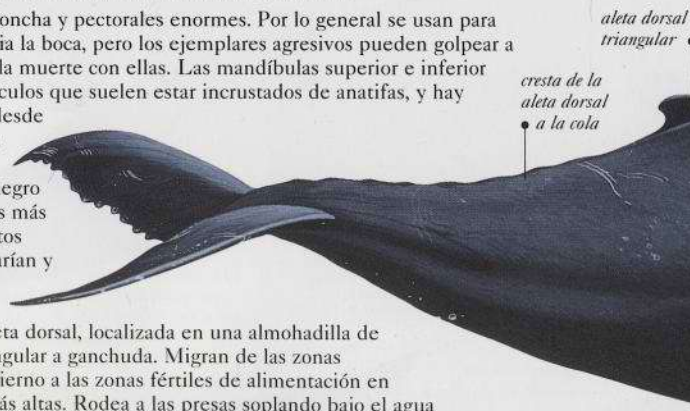 oncha y pectorales enormes. Por lo general se usan para
ia la boca, pero los ejemplares agresivos pueden golpear a
la muerte con ellas. Las mandíbulas superior e inferior
culos que suelen estar incrustados de anatifas, y hay
desde
egro
s más
tos
arían y
eta dorsal, localizada en una almohadilla de
ngular a ganchuda. Migran de las zonas
ierno a las zonas fértiles de alimentación en
ás altas. Rodea a las presas soplando bajo el agua
aleta dorsal
triangular
cresta de la
aleta dorsal
a la cola